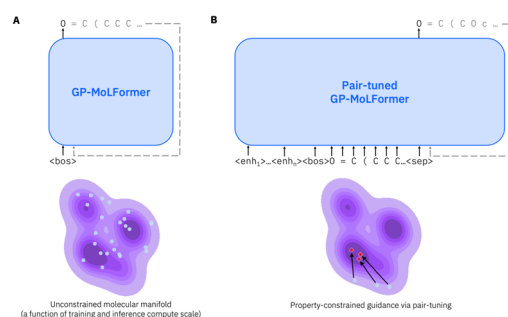 A
O = C ( C C C …
GP-MoLFormer
<bos>
Unconstrained molecular manifold
(a function of training and inference compute scale)
B
O = C ( C O c …
Pair-tuned
GP-MoLFormer
<enh₁>…<enhₙ><bos>O = C ( C C C…<sep>
Property-constrained guidance via pair-tuning